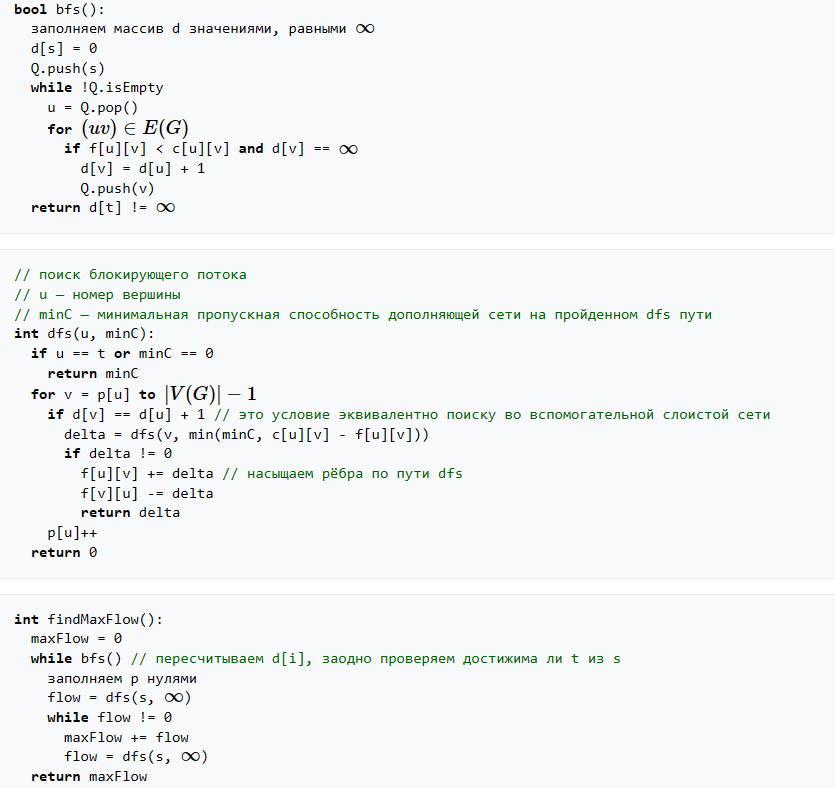 bool bfs():
  заполняем массив d значениями, равными ∞
  d[s] = 0
  Q.push(s)
  while !Q.isEmpty
    u = Q.pop()
    for (uv) ∈ E(G)
      if f[u][v] < c[u][v] and d[v] == ∞
        d[v] = d[u] + 1
        Q.push(v)
  return d[t] != ∞
// поиск блокирующего потока
// u — номер вершины
// minC — минимальная пропускная способность дополняющей сети на пройденном dfs пути
int dfs(u, minC):
  if u == t or minC == 0
    return minC
  for v = p[u] to |V(G)| − 1
    if d[v] == d[u] + 1 // это условие эквивалентно поиску во вспомогательной слоистой сети
      delta = dfs(v, min(minC, c[u][v] - f[u][v]))
      if delta != 0
        f[u][v] += delta // насыщаем рёбра по пути dfs
        f[v][u] -= delta
        return delta
    p[u]++
  return 0
int findMaxFlow():
  maxFlow = 0
  while bfs() // пересчитываем d[i], заодно проверяем достижима ли t из s
    заполняем p нулями
    flow = dfs(s, ∞)
    while flow != 0
      maxFlow += flow
      flow = dfs(s, ∞)
  return maxFlow